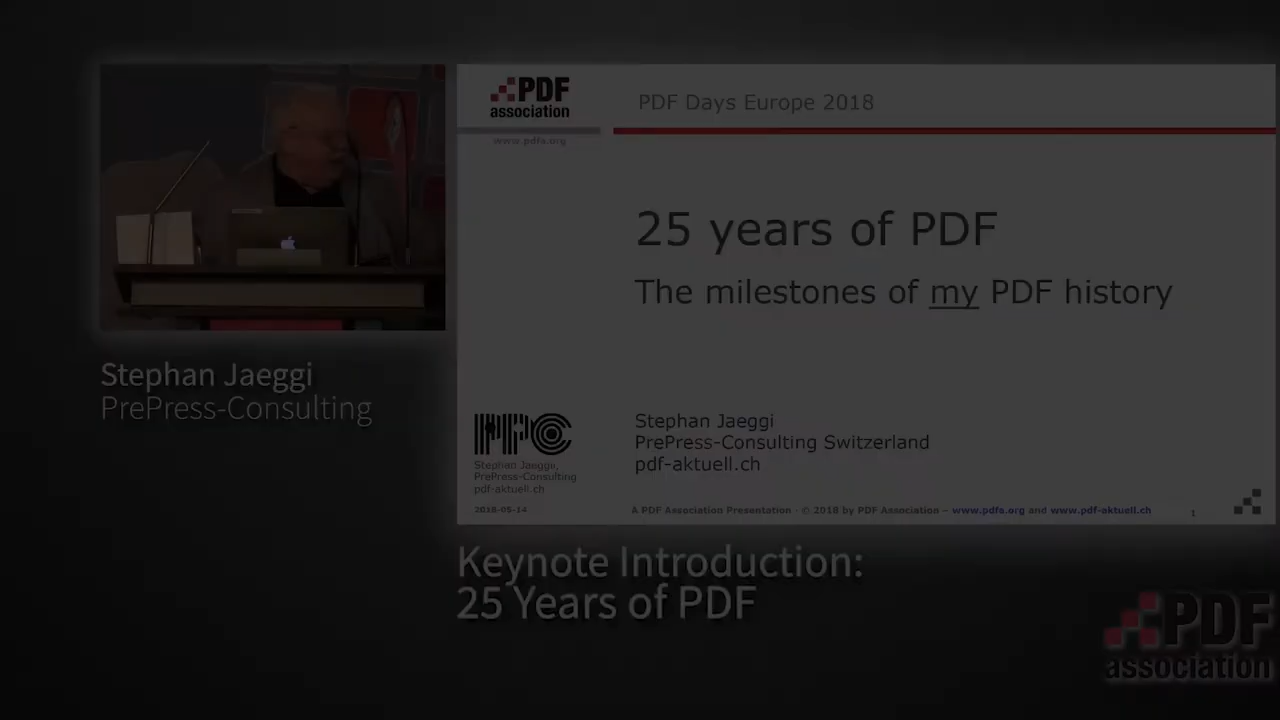 PDF
association
www.pdfa.org
PDF Days Europe 2018
25 years of PDF
The milestones of my PDF history
Stephan Jaeggi
PrePress-Consulting
PPC
Stephan Jaeggi,
PrePress-Consulting
pdf-aktuell.ch
2018-05-14
Stephan Jaeggi
PrePress-Consulting Switzerland
pdf-aktuell.ch
A PDF Association Presentation · © 2018 by PDF Association – www.pdfa.org and www.pdf-aktuell.ch
1
Keynote Introduction:
25 Years of PDF
PDF
association